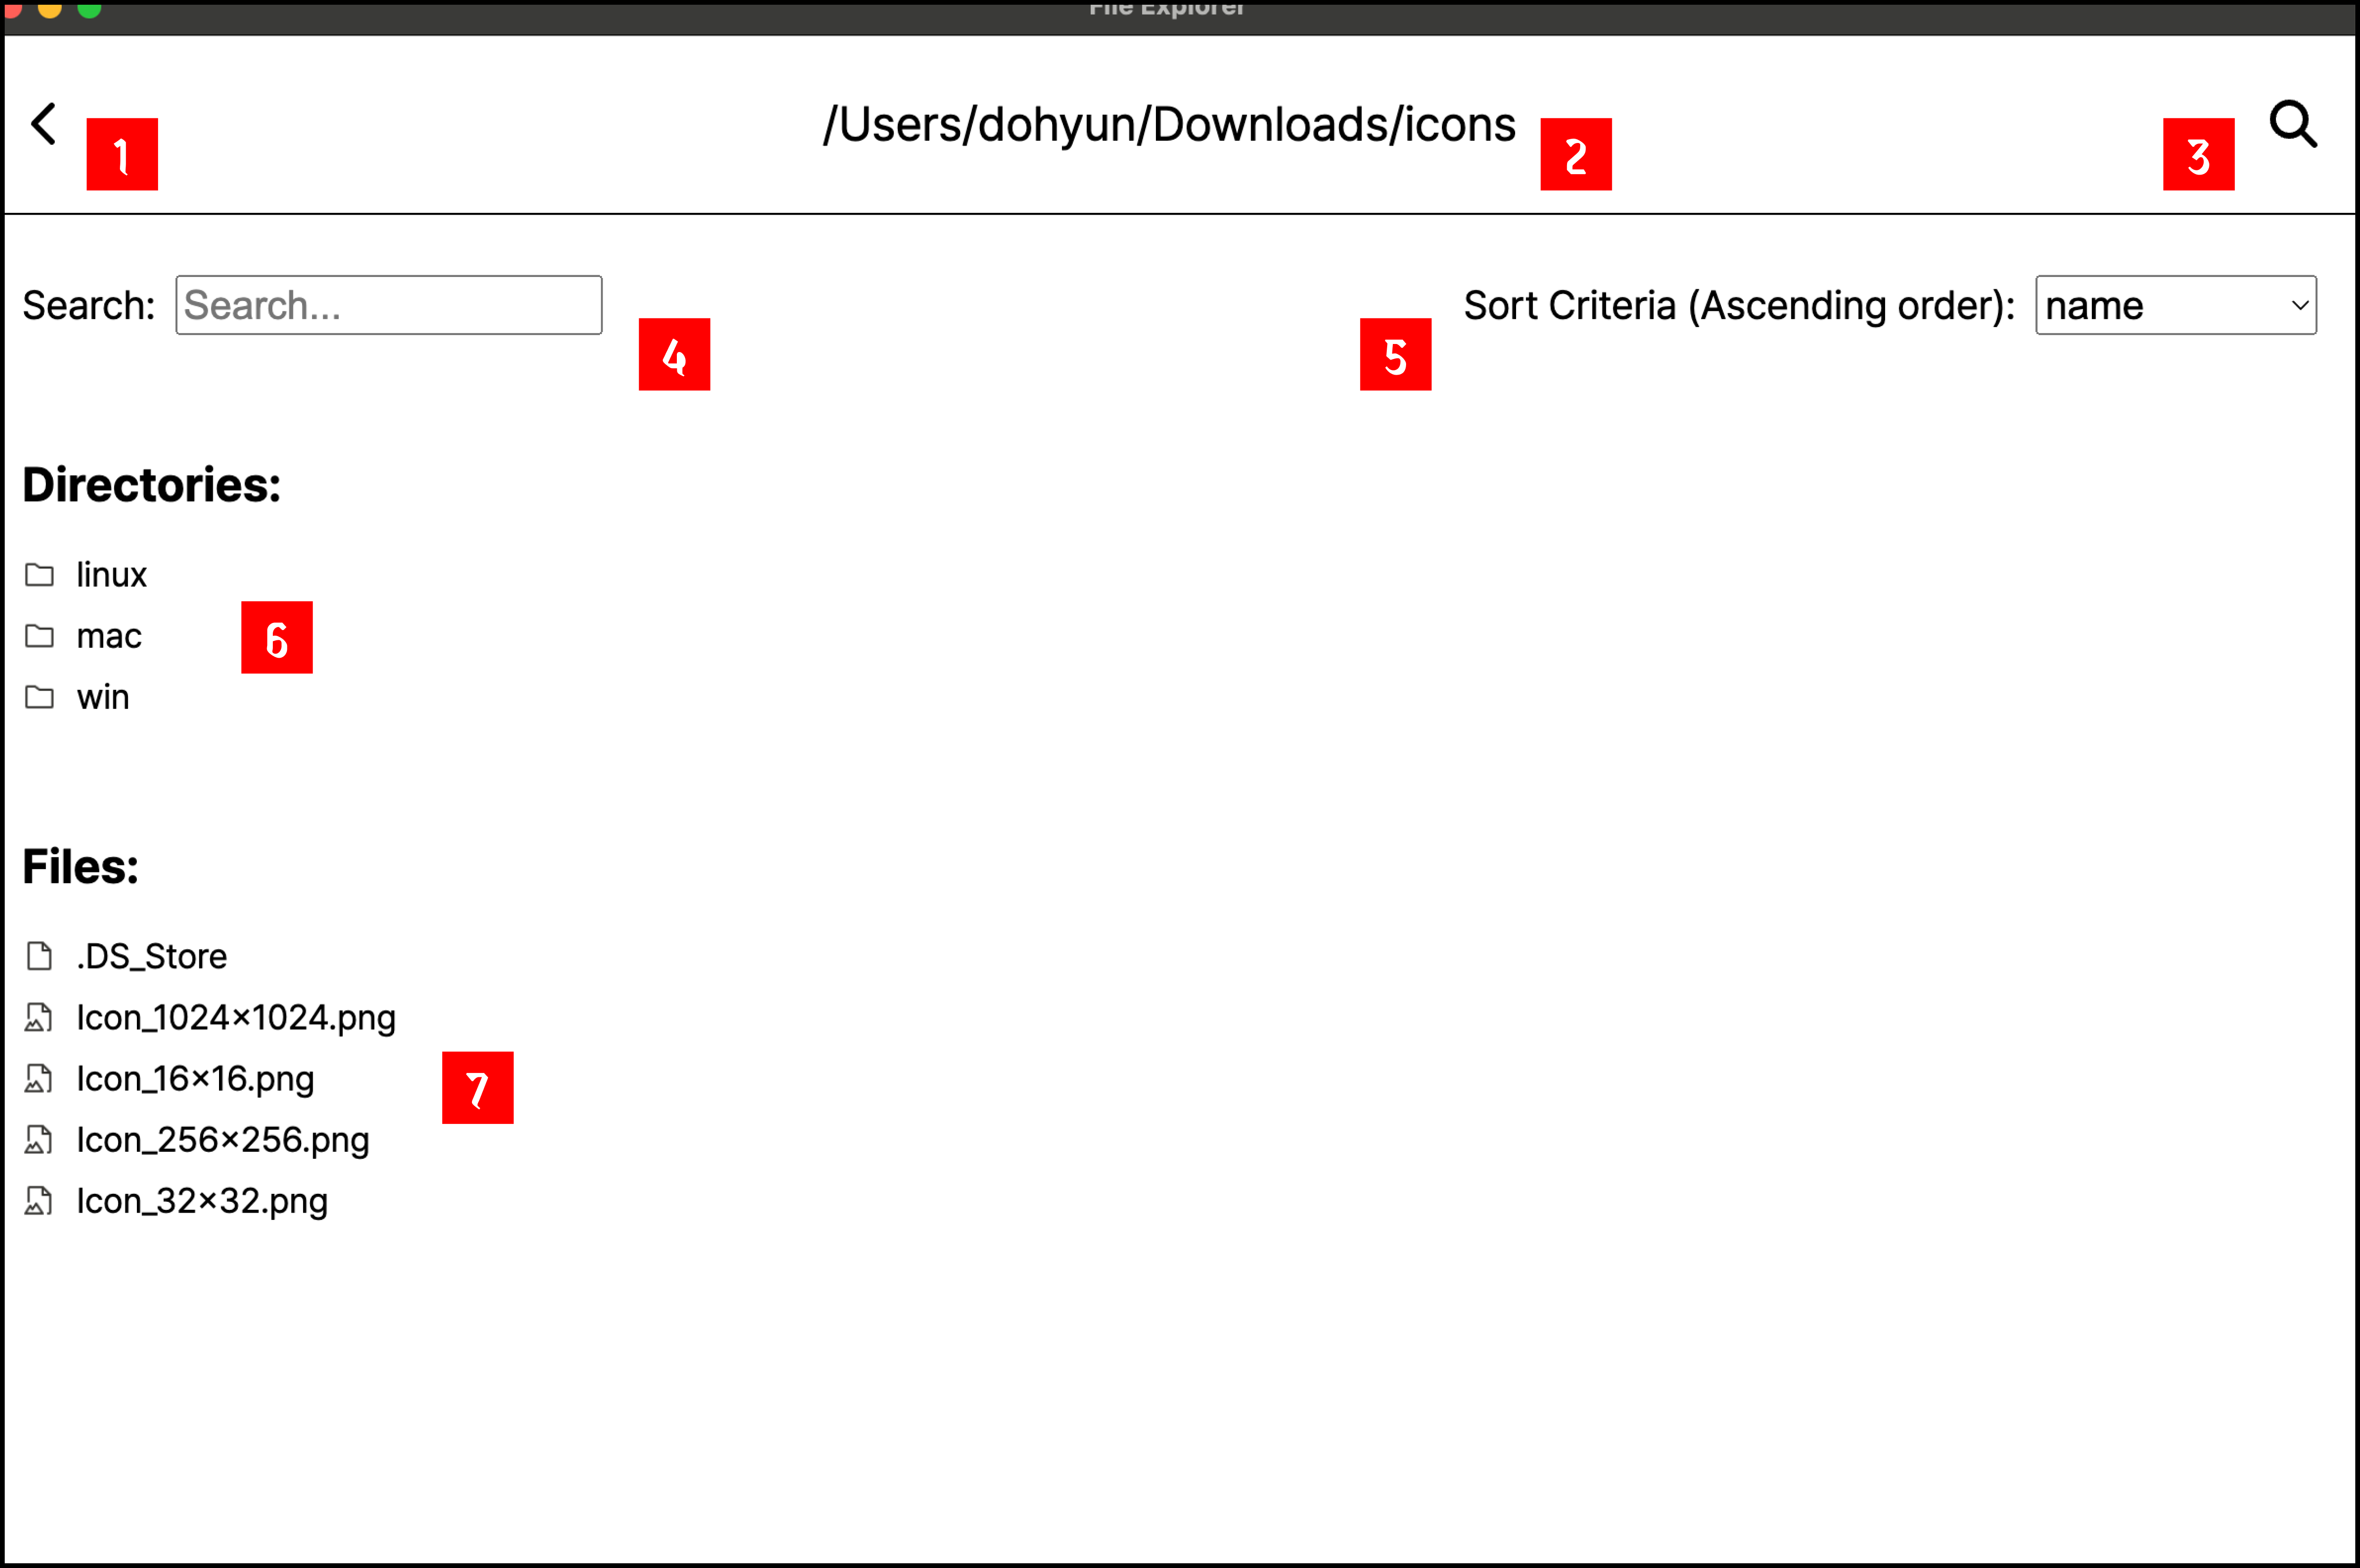 File Explorer
1
/Users/dohyun/Downloads/icons
2
3
Search: Search...
4
5
Sort Criteria (Ascending order): name
Directories:
linux
mac
6
win
Files:
.DS_Store
Icon_1024×1024.png
Icon_16×16.png
7
Icon_256×256.png
Icon_32×32.png